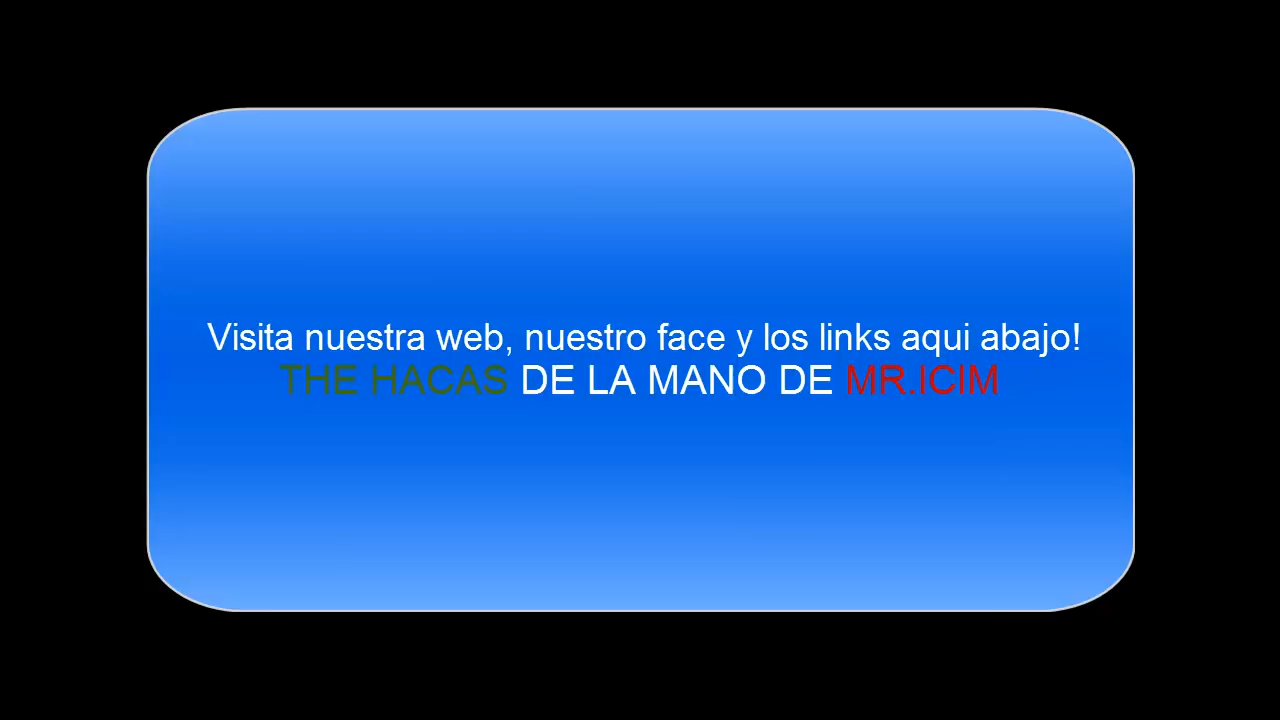 Visita nuestra web, nuestro face y los links aqui abajo!
THE HACAS DE LA MANO DE MR.ICIM